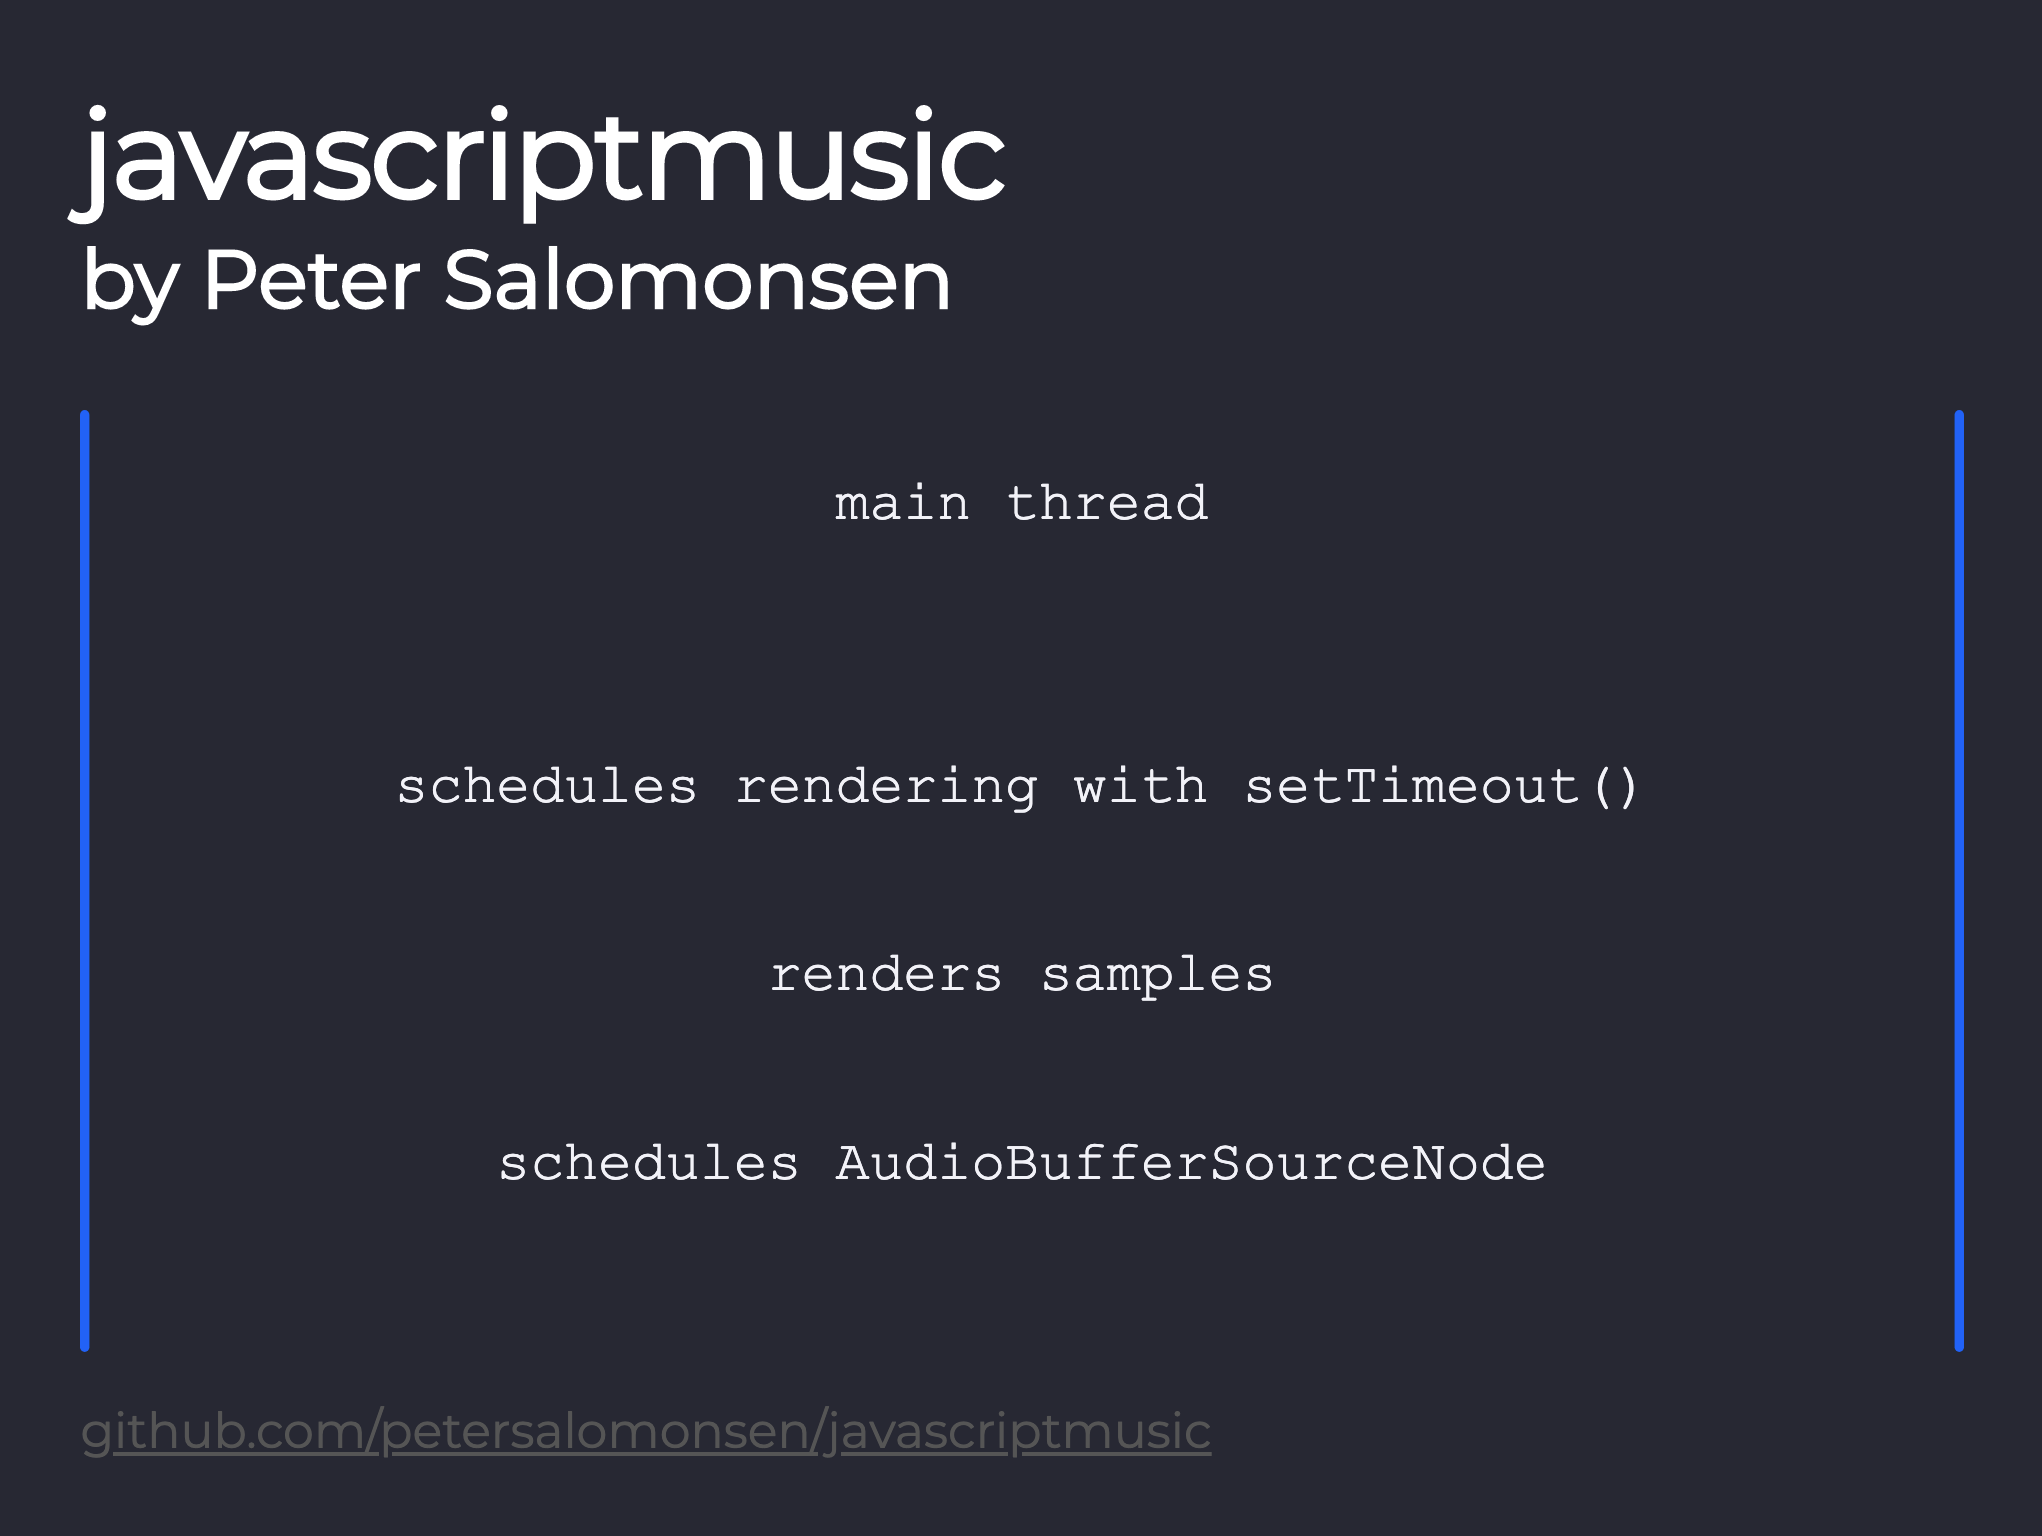 javascriptmusic
by Peter Salomonsen
main thread
schedules rendering with setTimeout()
renders samples
schedules AudioBufferSourceNode
github.com/petersalomonsen/javascriptmusic